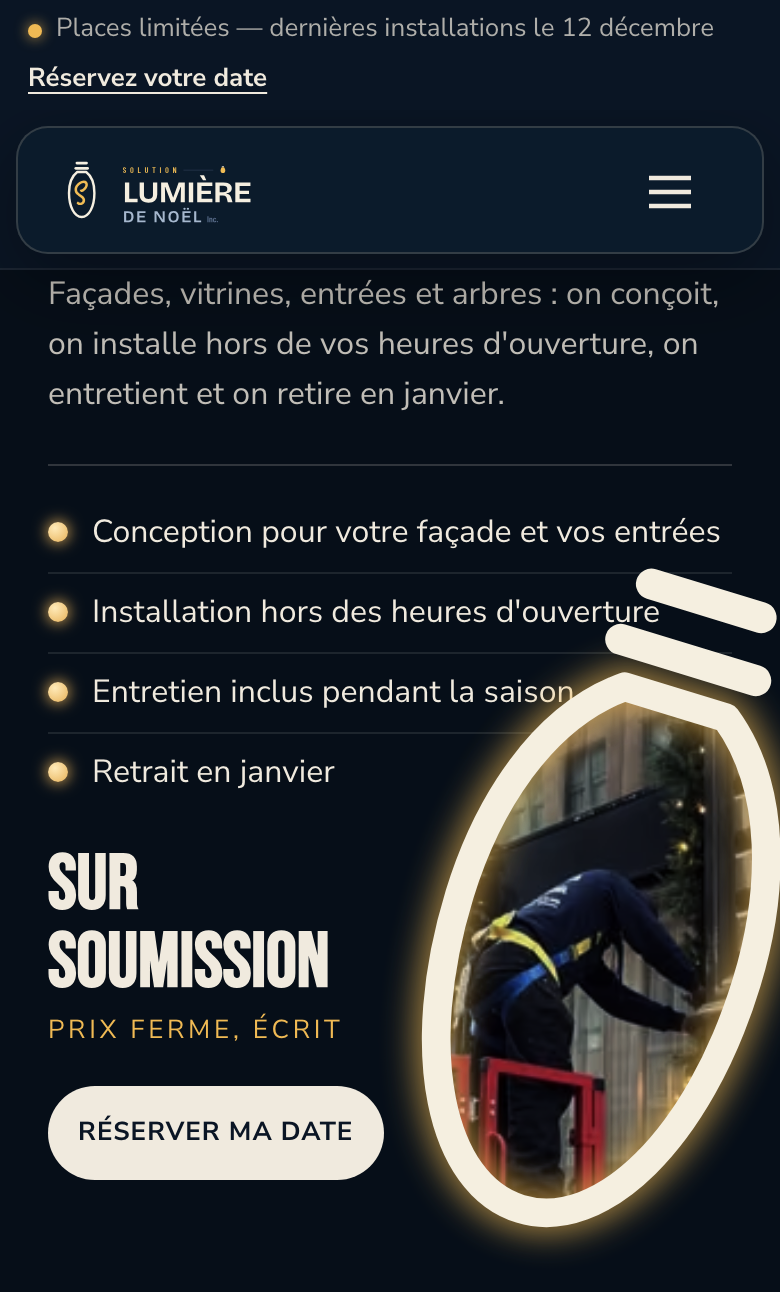 Places limitées — dernières installations le 12 décembre
Réservez votre date
SOLUTION
LUMIÈRE
DE NOËL Inc.
Façades, vitrines, entrées et arbres : on conçoit,
on installe hors de vos heures d'ouverture, on
entretient et on retire en janvier.
Conception pour votre façade et vos entrées
Installation hors des heures d'ouverture
Entretien inclus pendant la saison
Retrait en janvier
SUR
SOUMISSION
PRIX FERME, ÉCRIT
RÉSERVER MA DATE